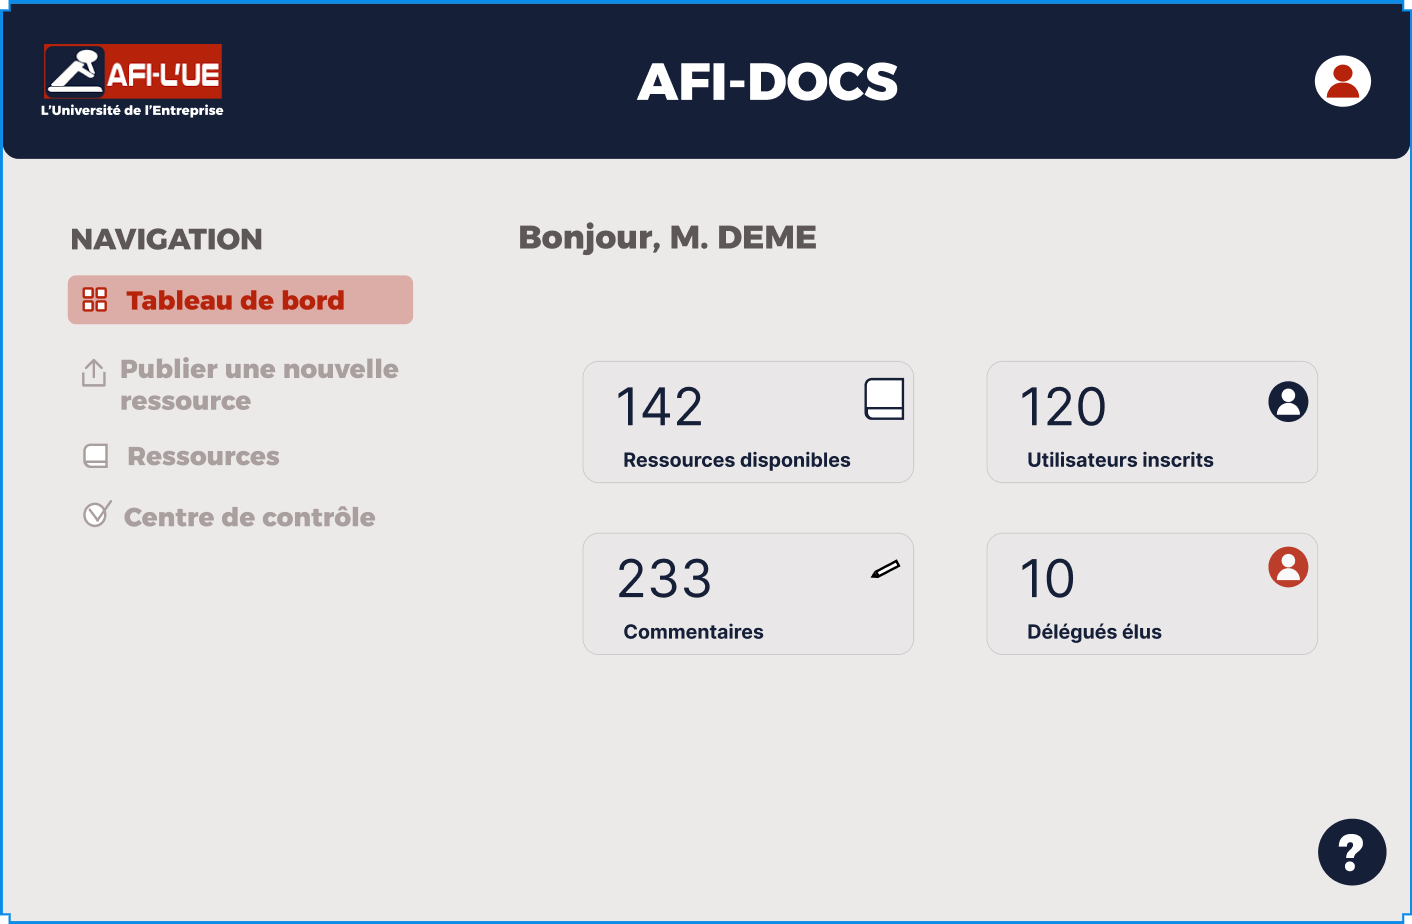 AFI-L'UE
L'Université de l'Entreprise
AFI-DOCS
NAVIGATION
Tableau de bord
Publier une nouvelle
ressource
Ressources
Centre de contrôle
Bonjour, M. DEME
142
Ressources disponibles
120
Utilisateurs inscrits
233
Commentaires
10
Délégués élus
?